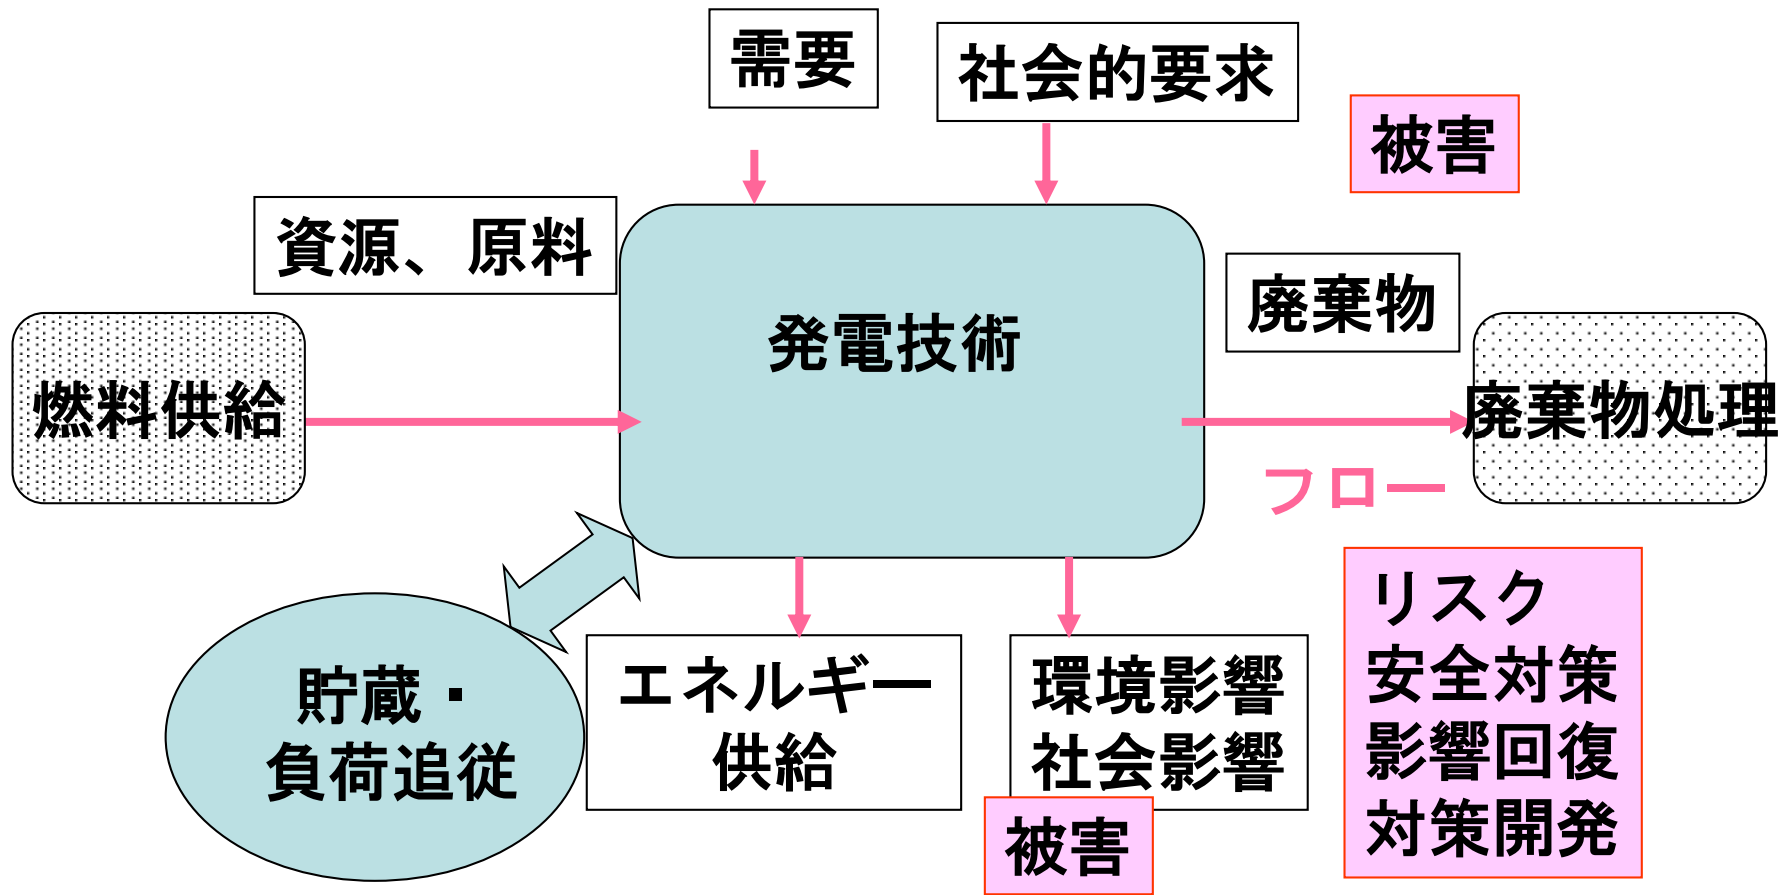 需要
社会的要求
被害
資源、原料
廃棄物
発電技術
燃料供給
廃棄物処理
フロー
リスク
安全対策
影響回復
対策開発
貯蔵・
負荷追従
エネルギー
供給
環境影響
社会影響
被害